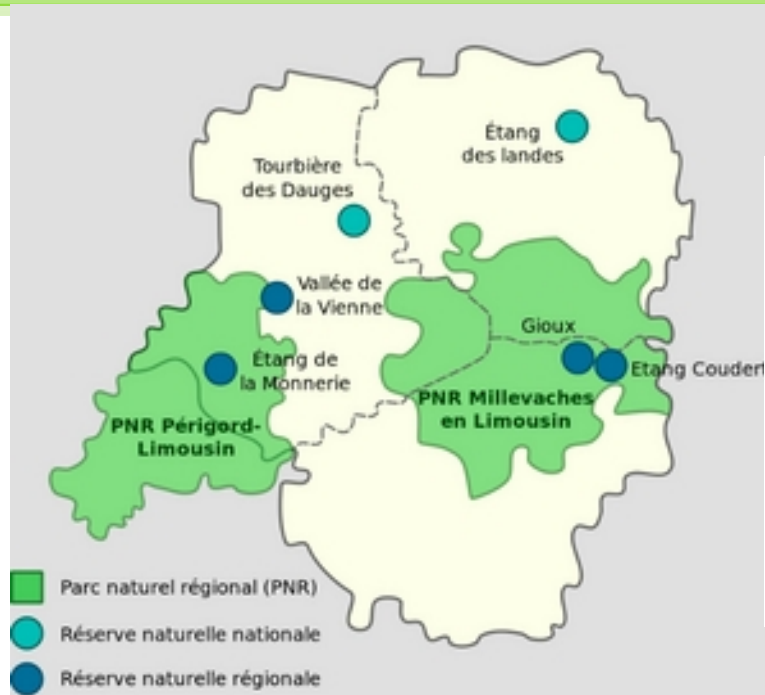 Étang
des landes
Tourbière
des Dauges
Vallée de
la Vienne
Gioux
Étang de
la Monnerie
Etang Coudert
PNR Millevaches
en Limousin
PNR Périgord-
Limousin
Parc naturel régional (PNR)
Réserve naturelle nationale
Réserve naturelle régionale